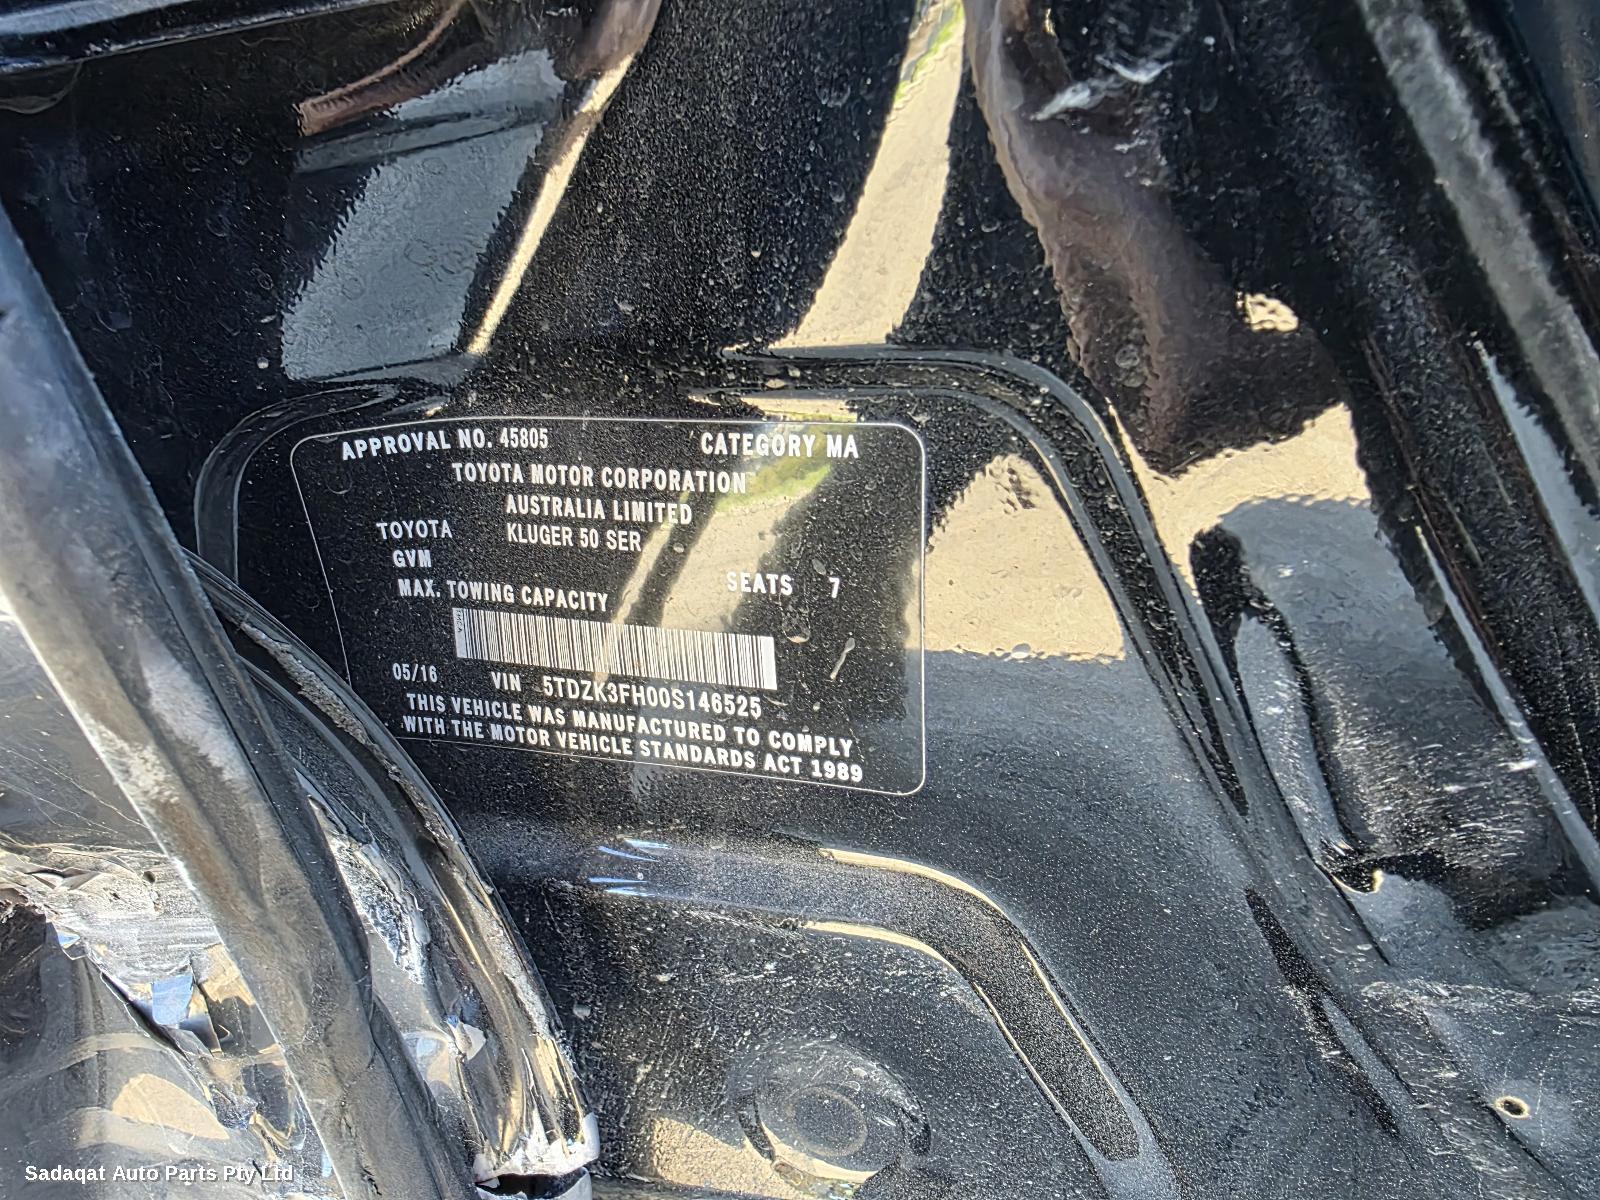 APPROVAL NO. 45805 CATEGORY MA
TOYOTA MOTOR CORPORATION
AUSTRALIA LIMITED
TOYOTA KLUGER 50 SER
GVM
SEATS 7
MAX. TOWING CAPACITY
05/16 VIN 5TDZK3FH00S146525
THIS VEHICLE WAS MANUFACTURED TO COMPLY
WITH THE MOTOR VEHICLE STANDARDS ACT 1989
Sadaqat Auto Parts Pty Ltd